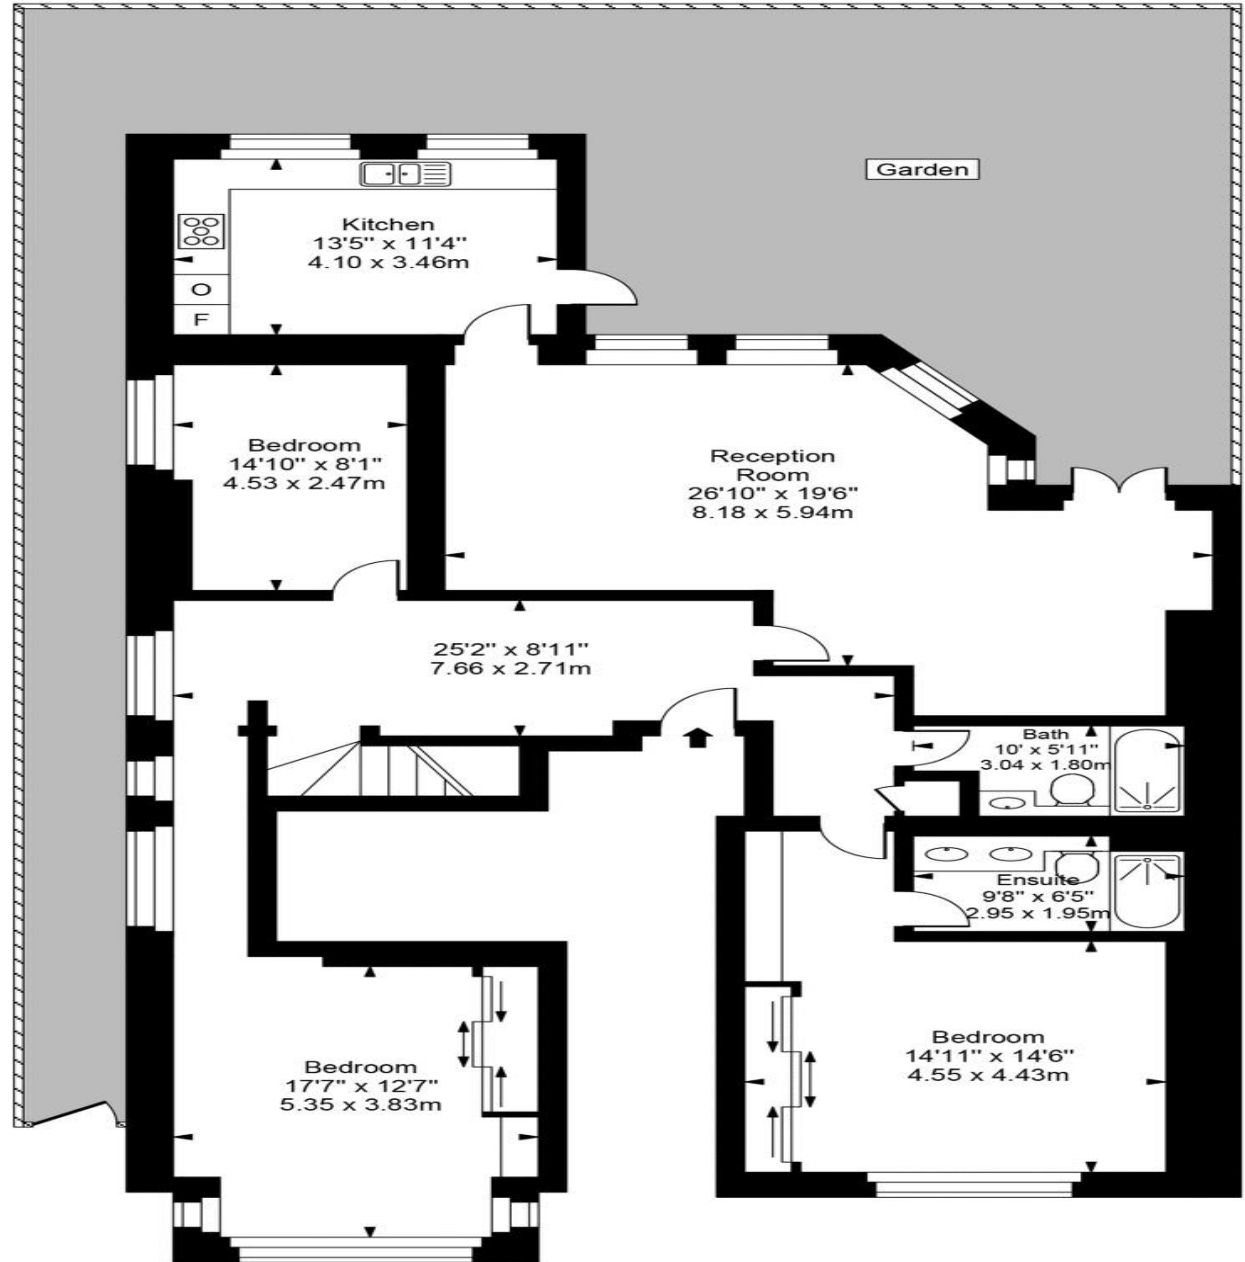 Garden
Kitchen
13'5" x 11'4"
4.10 x 3.46m
O
F
Bedroom
14'10" x 8'1"
4.53 x 2.47m
Reception
Room
26'10" x 19'6"
8.18 x 5.94m
25'2" x 8'11"
7.66 x 2.71m
Bath
10' x 5'11"
3.04 x 1.80m
Ensuite
9'8" x 6'5"
2.95 x 1.95m
Bedroom
17'7" x 12'7"
5.35 x 3.83m
Bedroom
14'11" x 14'6"
4.55 x 4.43m